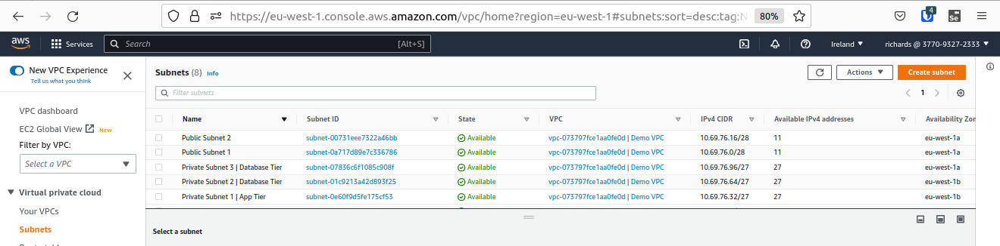 https://eu-west-1.console.aws.amazon.com/vpc/home?region=eu-west-1#subnets:sort=desc:tag:N
80%
4
Se
aws
Services
Search [Alt+S]
Ireland
richards @ 3770-9327-2333
New VPC Experience
Tell us what you think
VPC dashboard
EC2 Global View New
Filter by VPC:
Select a VPC
Virtual private cloud
Your VPCs
Subnets
Subnets (8) Info
Actions
Create subnet
Filter subnets
1
Name Subnet ID State VPC IPv4 CIDR Available IPv4 addresses Availability Zon
Public Subnet 2 subnet-00731eee7322a46bb Available vpc-073797fce1aa0fe0d | Demo VPC 10.69.76.16/28 11 eu-west-1a
Public Subnet 1 subnet-0a717d89e7c336786 Available vpc-073797fce1aa0fe0d | Demo VPC 10.69.76.0/28 11 eu-west-1a
Private Subnet 3 | Database Tier subnet-07836c6f1085c908f Available vpc-073797fce1aa0fe0d | Demo VPC 10.69.76.96/27 27 eu-west-1a
Private Subnet 2 | Database Tier subnet-01c9213a42d893f25 Available vpc-073797fce1aa0fe0d | Demo VPC 10.69.76.64/27 27 eu-west-1b
Private Subnet 1 | App Tier subnet-0e60f9d5fe175cf53 Available vpc-073797fce1aa0fe0d | Demo VPC 10.69.76.32/27 27 eu-west-1b
Select a subnet